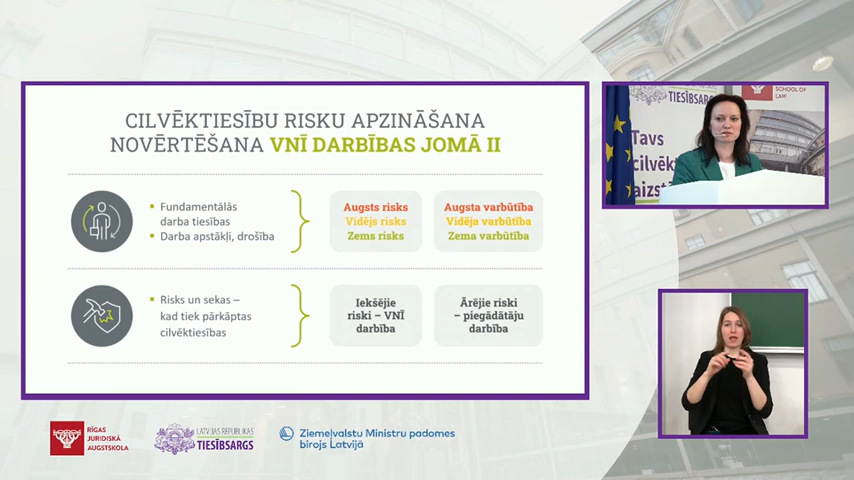 CILVĒKTIESĪBU RISKU APZINĀŠANA
NOVĒRTĒŠANA VNĪ DARBĪBAS JOMĀ II
Fundamentālās
darba tiesības
Darba apstākļi, drošība
Augsts risks
Vidējs risks
Zems risks
Augsta varbūtība
Vidēja varbūtība
Zema varbūtība
Risks un sekas –
kad tiek pārkāptas
cilvēktiesības
Iekšējie
riski – VNĪ
darbība
Ārējie riski
– piegādātāju
darbība
TIESĪBSARGS
SCHOOL OF
LAW
Tavs
cilvēkt
aizst
RĪGAS
JURIDISKĀ
AUGSTSKOLA
LATVIJAS REPUBLIKAS
TIESĪBSARGS
Ziemeļvalstu Ministru padomes
birojs Latvijā